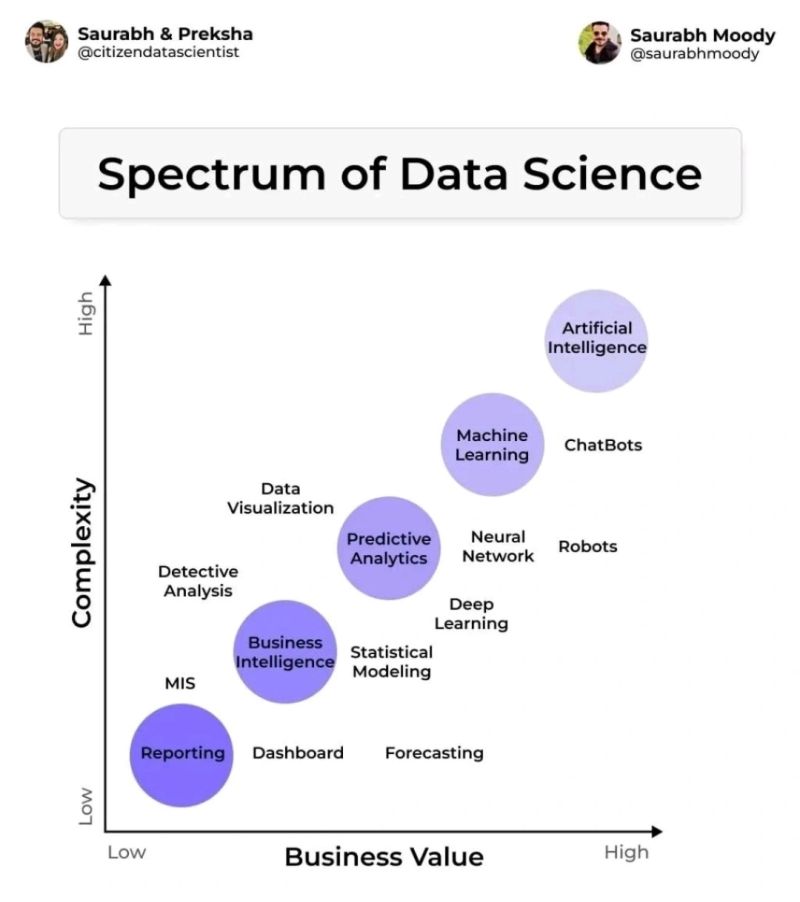 Saurabh & Preksha
@citizendatascientist
Saurabh Moody
@saurabhmoody
Spectrum of Data Science
High
Complexity
Low
Artificial
Intelligence
Machine
Learning
ChatBots
Data
Visualization
Predictive
Analytics
Neural
Network
Robots
Detective
Analysis
Deep
Learning
Business
Intelligence
Statistical
Modeling
MIS
Reporting
Dashboard
Forecasting
Low
Business Value
High